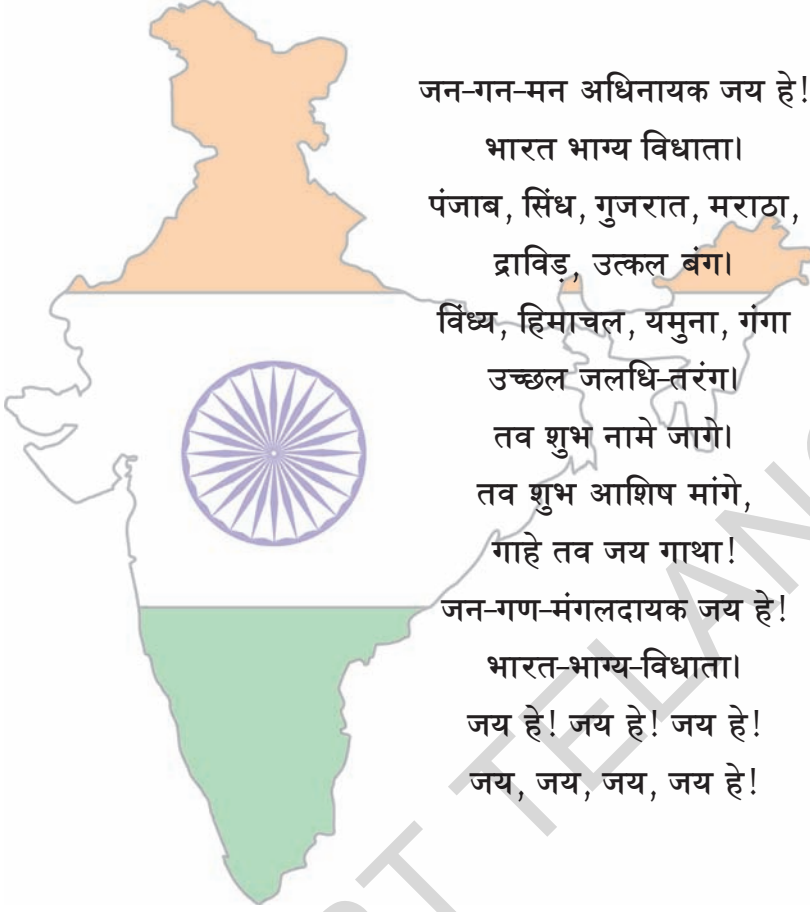 जन-गन-मन अधिनायक जय हे!
भारत भाग्य विधाता।
पंजाब, सिंध, गुजरात, मराठा,
द्राविड़, उत्कल बंग।
विंध्य, हिमाचल, यमुना, गंगा
उच्छल जलधि-तरंग।
तव शुभ नामे जागे।
तव शुभ आशिष मांगे,
गाहे तव जय गाथा!
जन-गण-मंगलदायक जय हे!
भारत-भाग्य-विधाता।
जय हे! जय हे! जय हे!
जय, जय, जय, जय हे!